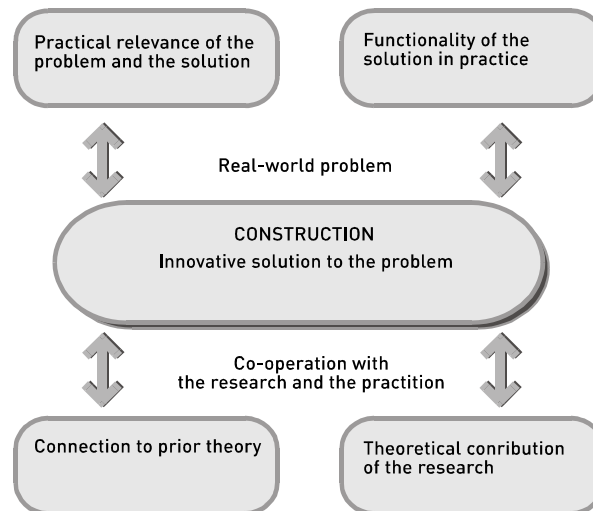 Practical relevance of the
problem and the solution
Functionality of the
solution in practice
Real-world problem
CONSTRUCTION
Innovative solution to the problem
Co-operation with
the research and the practition
Connection to prior theory
Theoretical conribution
of the research